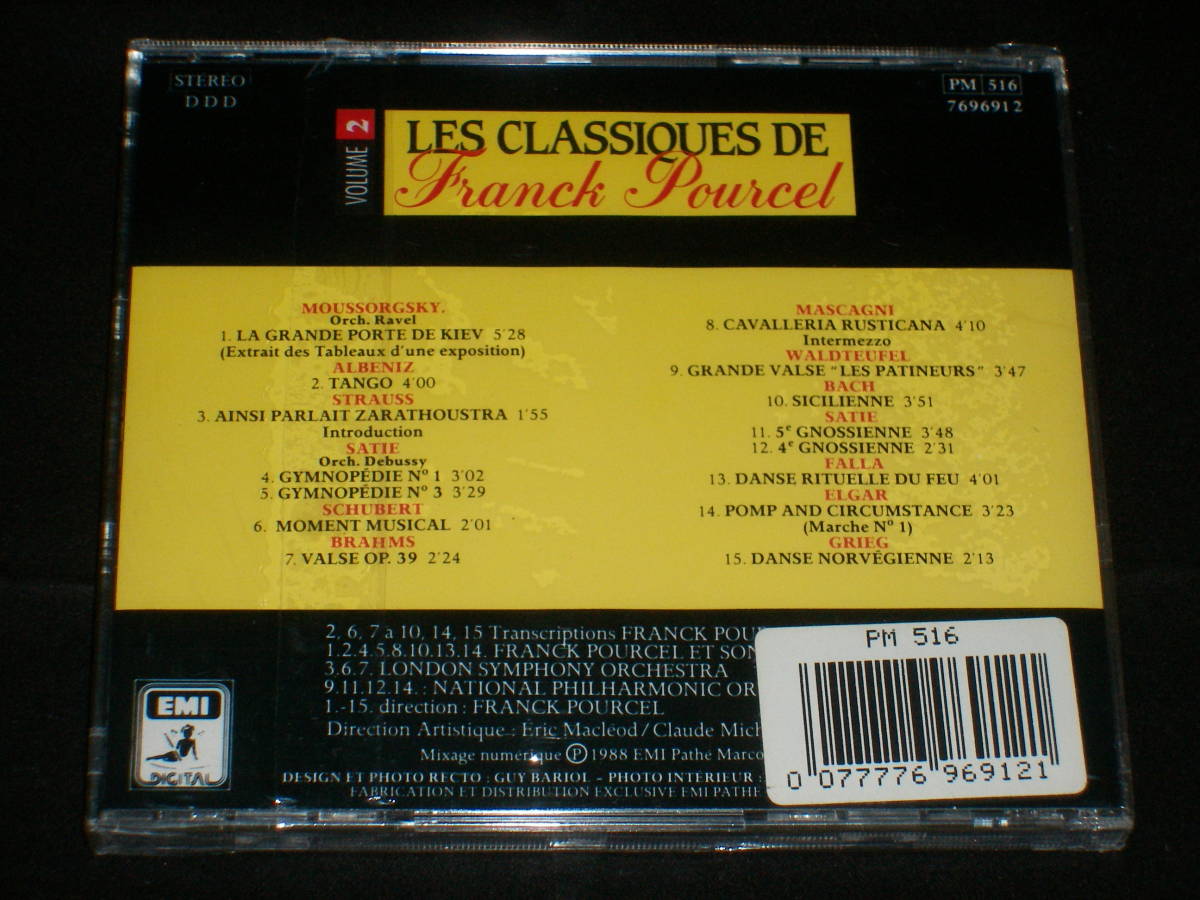 STEREO
DDD
PM 516
7696912
VOLUME 2
LES CLASSIQUES DE
Franck Pourcel
MOUSSORGSKY.
Orch. Ravel
1. LA GRANDE PORTE DE KIEV 5'28
(Extrait des Tableaux d'une exposition)
ALBENIZ
2. TANGO 4'00
STRAUSS
3. AINSI PARLAIT ZARATHOUSTRA 1'55
Introduction
SATIE
Orch. Debussy
4. GYMNOPÉDIE Nº 1 3'02
5. GYMNOPÉDIE Nº 3 3'29
SCHUBERT
6. MOMENT MUSICAL 2'01
BRAHMS
7. VALSE OP. 39 2'24
MASCAGNI
8. CAVALLERIA RUSTICANA 4'10
Intermezzo
WALDTEUFEL
9. GRANDE VALSE "LES PATINEURS" 3'47
BACH
10. SICILIENNE 3'51
SATIE
11. 5e GNOSSIENNE 3'48
12. 4e GNOSSIENNE 2'31
FALLA
13. DANSE RITUELLE DU FEU 4'01
ELGAR
14. POMP AND CIRCUMSTANCE 3'23
(Marche Nº 1)
GRIEG
15. DANSE NORVÉGIENNE 2'13
2, 6, 7 à 10, 14, 15 Transcriptions FRANCK
1.2.4.5.8.10.13.14. FRANCK POURCEL ET SON
3.6.7. LONDON SYMPHONY ORCHESTRA
9.11.12.14. : NATIONAL PHILHARMONIC
1.-15. direction : FRANCK POURCEL
Direction Artistique : Éric Macléod / Claude
Mixage numérique ℗ 1988 EMI Pathé
DESIGN ET PHOTO RECTO : GUY BARIOL – PHOTO INTÉRIEUR :
FABRICATION ET DISTRIBUTION EXCLUSIVE EMI PATHÉ
EMI
DIGITAL
PM 516
0 077776 969121